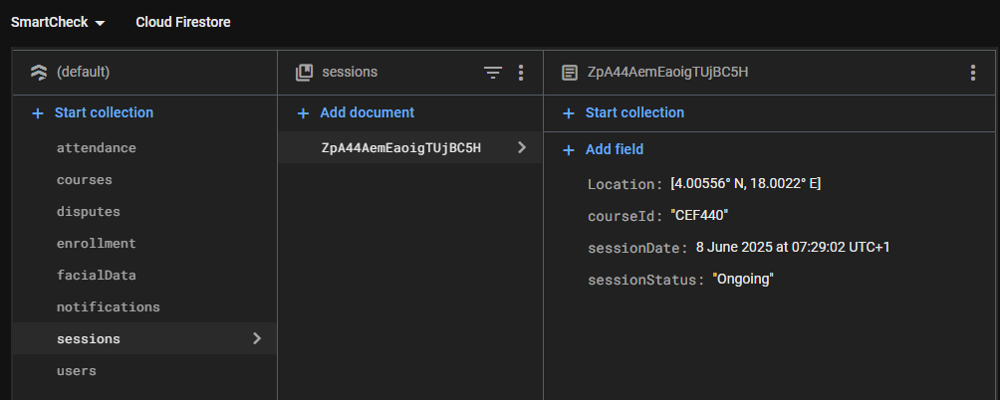 SmartCheck Cloud Firestore
(default)
Start collection
attendance
courses
disputes
enrollment
facialData
notifications
sessions
users
sessions
Add document
ZpA44AemEaoigTUjBC5H
ZpA44AemEaoigTUjBC5H
Start collection
Add field
Location: [4.00556° N, 18.0022° E]
courseId: "CEF440"
sessionDate: 8 June 2025 at 07:29:02 UTC+1
sessionStatus: "Ongoing"